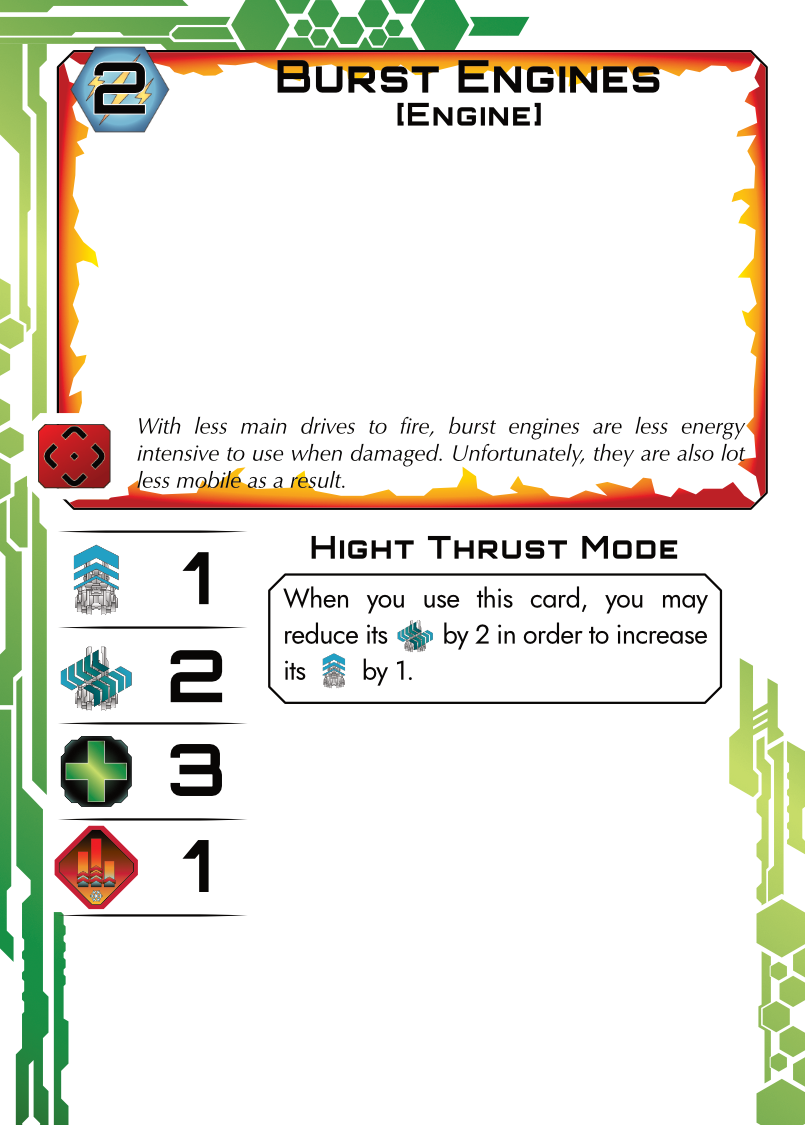 2
Burst Engines
[Engine]
With less main drives to fire, burst engines are less energy
intensive to use when damaged. Unfortunately, they are also lot
less mobile as a result.
1
2
3
1
Hight Thrust Mode
When you use this card, you may
reduce its by 2 in order to increase
its by 1.